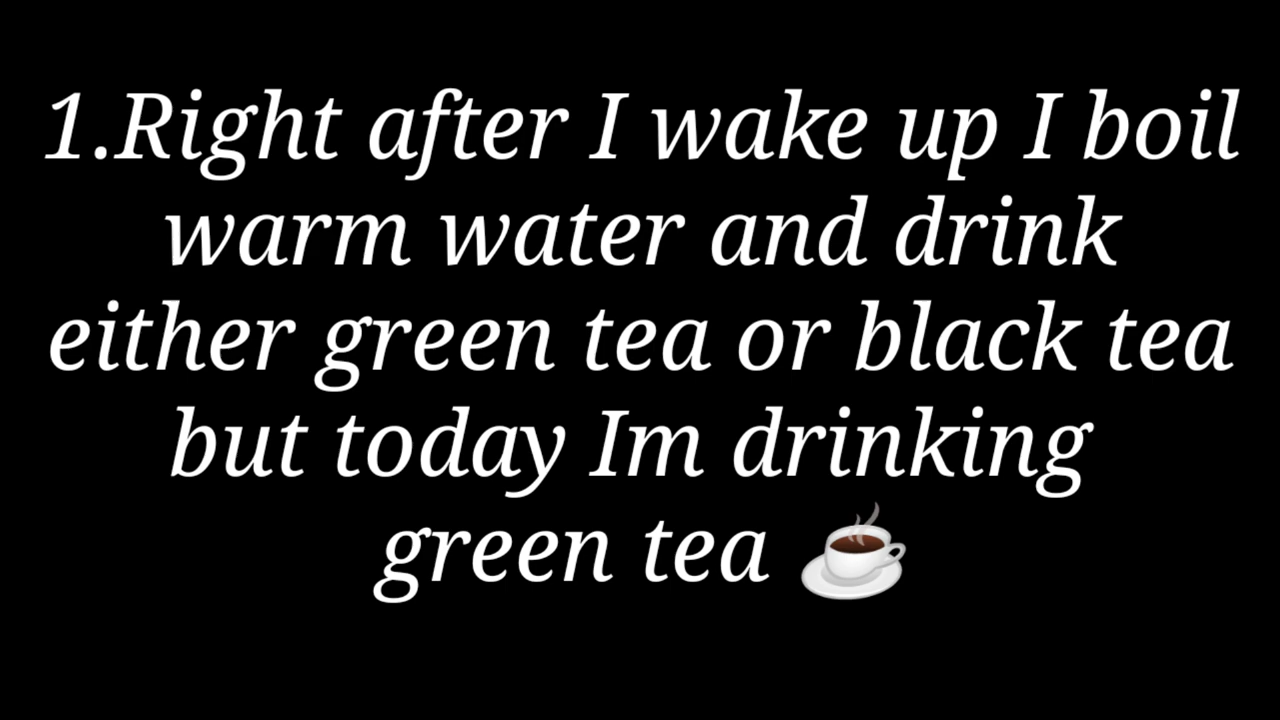 1.Right after I wake up I boil
warm water and drink
either green tea or black tea
but today Im drinking
green tea ☕